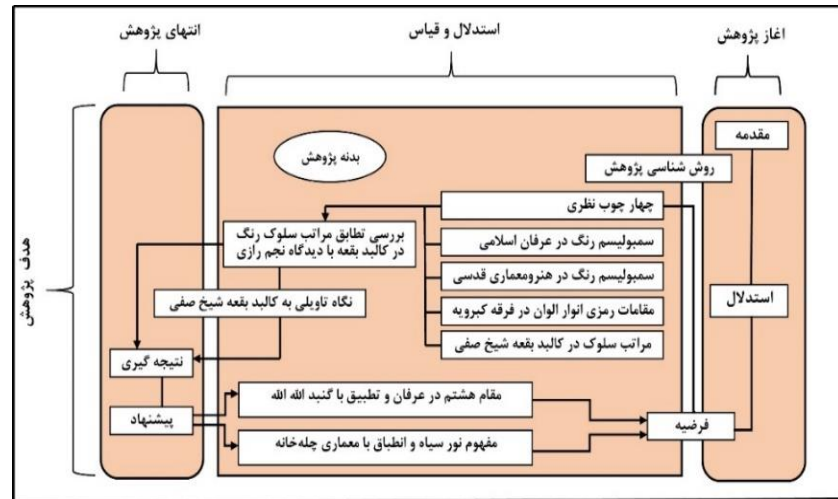 اغاز پژوهش
استدلال و قیاس
انتهای پژوهش
هدف پژوهش
مقدمه
روش شناسی پژوهش
استدلال
فرضیه
بدنه پژوهش
چهار چوب نظری
سمبولیسم رنگ در عرفان اسلامی
سمبولیسم رنگ در هنرومعماری قدسی
مقامات رمزی انوار الوان در فرقه کبرویه
مراتب سلوک در کالبد بقعه شیخ صفی
بررسی تطابق مراتب سلوک رنگ
در کالبد بقعه با دیدگاه نجم رازی
نگاه تاویلی به کالبد بقعه شیخ صفی
مقام هشتم در عرفان و تطبیق با گنبد الله الله
مفهوم نور سیاه و انطباق با معماری چله‌خانه
نتیجه گیری
پیشنهاد